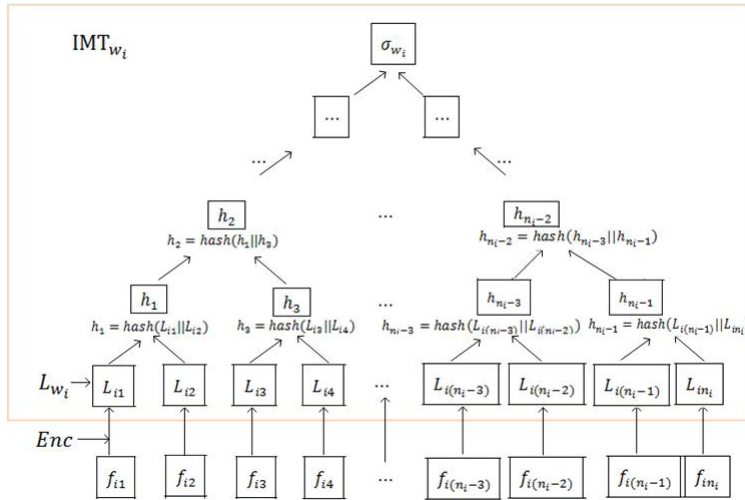 IMT_{w_i} σ_{w_i}
... ...
... ...
h_2 ... h_{n_i-2}
h_2 = hash(h_1||h_3) h_{n_i-2} = hash(h_{n_i-3}||h_{n_i-1})
h_1 h_3 ... h_{n_i-3} h_{n_i-1}
h_1 = hash(L_{i1}||L_{i2}) h_3 = hash(L_{i3}||L_{i4}) h_{n_i-3} = hash(L_{i(n_i-3)}||L_{i(n_i-2)}) h_{n_i-1} = hash(L_{i(n_i-1)}||L_{in_i}
L_{w_i} L_{i1} L_{i2} L_{i3} L_{i4} ... L_{i(n_i-3)} L_{i(n_i-2)} L_{i(n_i-1)} L_{in_i}
Enc
f_{i1} f_{i2} f_{i3} f_{i4} ... f_{i(n_i-3)} f_{i(n_i-2)} f_{i(n_i-1)} f_{in_i}